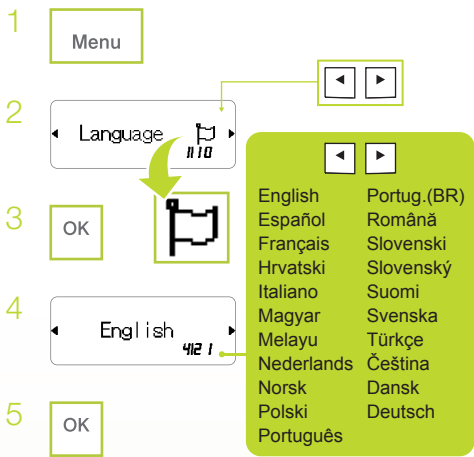 1
Menu
2
Language
1110
3
OK
4
English
4121
5
OK
English
Español
Français
Hrvatski
Italiano
Magyar
Melayu
Nederlands
Norsk
Polski
Português
Portug.(BR)
Română
Slovenski
Slovenský
Suomi
Svenska
Türkçe
Čeština
Dansk
Deutsch